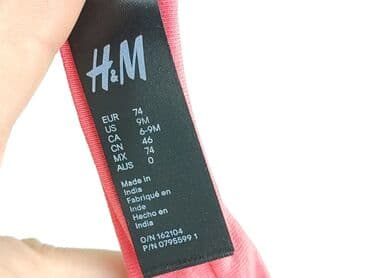 H&M
EUR 74
US 9M
CA 6-9M
CN 46
MX 74
AUS 0
Made in
India
Fabriqué en
Inde
Hecho en
India
O/N 162104
P/N 0795599 1